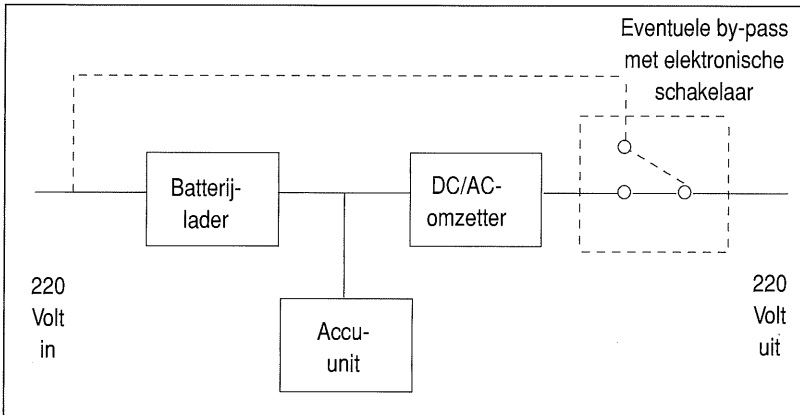 Eventuele by-pass
met elektronische
schakelaar
Batterij-
lader
DC/AC-
omzetter
220
Volt
in
Accu-
unit
220
Volt
uit